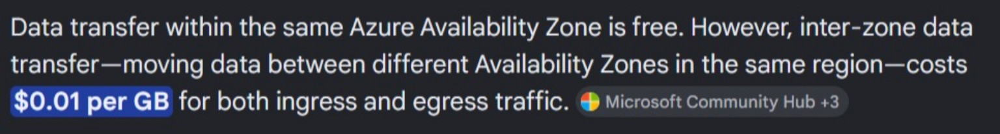 Data transfer within the same Azure Availability Zone is free. However, inter-zone data
transfer—moving data between different Availability Zones in the same region—costs
$0.01 per GB for both ingress and egress traffic. Microsoft Community Hub +3